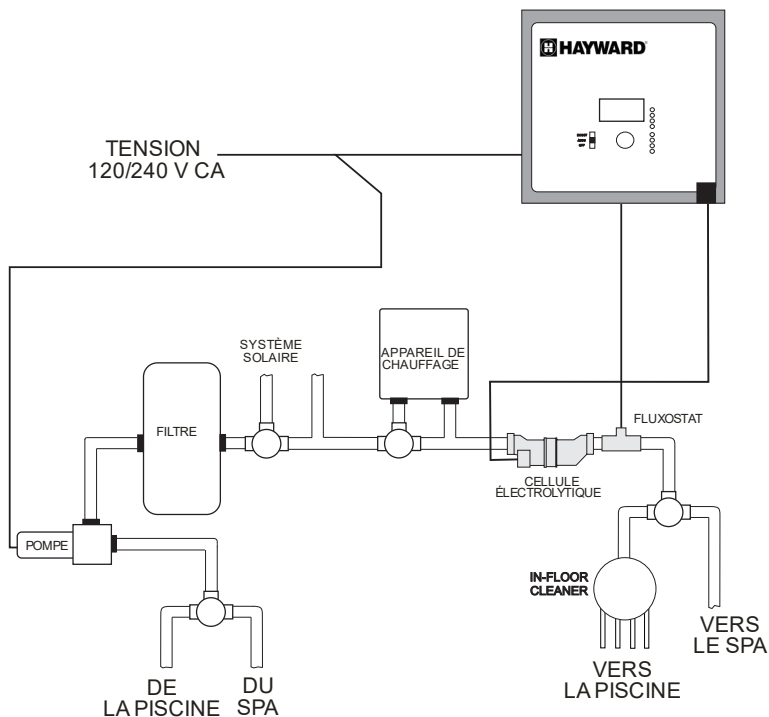 HAYWARD
TENSION
120/240 V CA
SYSTÈME
SOLAIRE
APPAREIL DE
CHAUFFAGE
FILTRE
FLUXOSTAT
CELLULE
ÉLECTROLYTIQUE
POMPE
IN-FLOOR
CLEANER
VERS
LE SPA
VERS
LA PISCINE
DE
LA PISCINE
DU
SPA